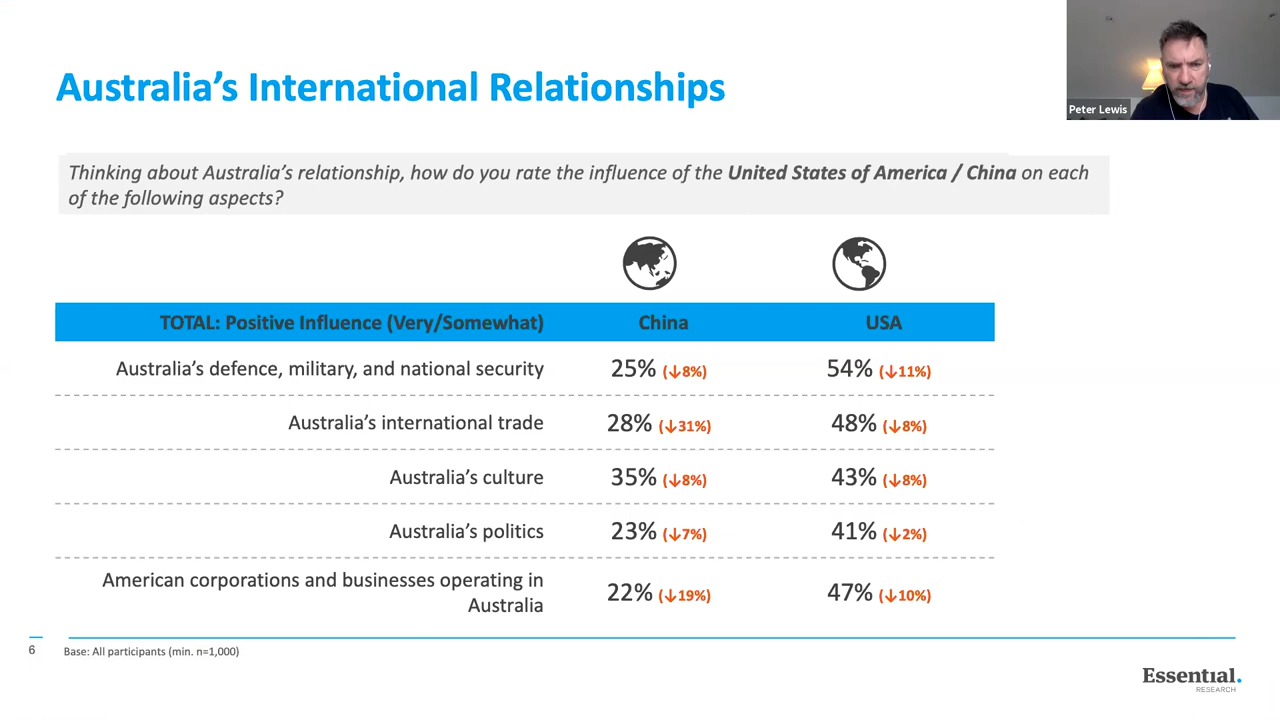 Australia's International Relationships
Peter Lewis
Thinking about Australia's relationship, how do you rate the influence of the United States of America / China on each
of the following aspects?
TOTAL: Positive Influence (Very/Somewhat) China USA
Australia's defence, military, and national security 25% (↓8%) 54% (↓11%)
Australia's international trade 28% (↓31%) 48% (↓8%)
Australia's culture 35% (↓8%) 43% (↓8%)
Australia's politics 23% (↓7%) 41% (↓2%)
American corporations and businesses operating in
Australia 22% (↓19%) 47% (↓10%)
6 Base: All participants (min. n=1,000)
Essential.
RESEARCH